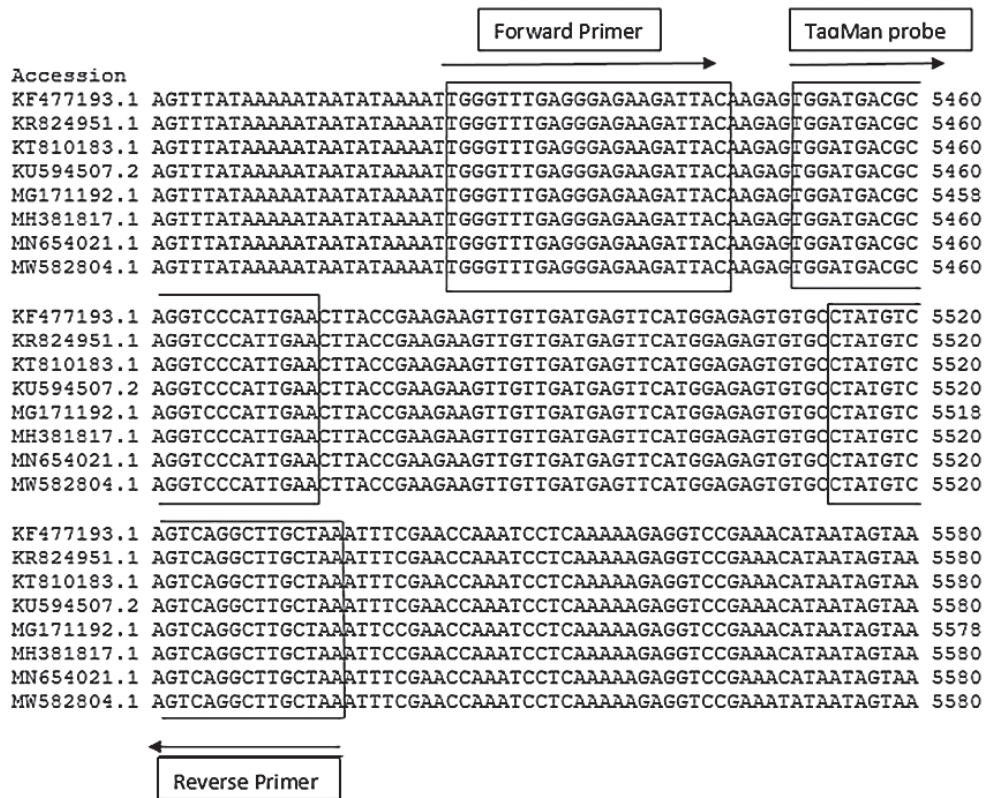 Forward Primer
TaqMan probe
Accession
KF477193.1 AGTTTATAAAAATAATATAAAATTGGGTTTGAGGGAGAAGATTACAAGAGTGGATGACGC 5460
KR824951.1 AGTTTATAAAAATAATATAAAATTGGGTTTGAGGGAGAAGATTACAAGAGTGGATGACGC 5460
KT810183.1 AGTTTATAAAAATAATATAAAATTGGGTTTGAGGGAGAAGATTACAAGAGTGGATGACGC 5460
KU594507.2 AGTTTATAAAAATAATATAAAATTGGGTTTGAGGGAGAAGATTACAAGAGTGGATGACGC 5460
MG171192.1 AGTTTATAAAAATAATATAAAATTGGGTTTGAGGGAGAAGATTACAAGAGTGGATGACGC 5458
MH381817.1 AGTTTATAAAAATAATATAAAATTGGGTTTGAGGGAGAAGATTACAAGAGTGGATGACGC 5460
MN654021.1 AGTTTATAAAAATAATATAAAATTGGGTTTGAGGGAGAAGATTACAAGAGTGGATGACGC 5460
MW582804.1 AGTTTATAAAAATAATATAAAATTGGGTTTGAGGGAGAAGATTACAAGAGTGGATGACGC 5460
KF477193.1 AGGTCCCATTGAACTTACCGAAGAAGTTGTTGATGAGTTCATGGAGAGTGTGCCTATGTC 5520
KR824951.1 AGGTCCCATTGAACTTACCGAAGAAGTTGTTGATGAGTTCATGGAGAGTGTGCCTATGTC 5520
KT810183.1 AGGTCCCATTGAACTTACCGAAGAAGTTGTTGATGAGTTCATGGAGAGTGTGCCTATGTC 5520
KU594507.2 AGGTCCCATTGAACTTACCGAAGAAGTTGTTGATGAGTTCATGGAGAGTGTGCCTATGTC 5520
MG171192.1 AGGTCCCATTGAACTTACCGAAGAAGTTGTTGATGAGTTCATGGAGAGTGTGCCTATGTC 5518
MH381817.1 AGGTCCCATTGAACTTACCGAAGAAGTTGTTGATGAGTTCATGGAGAGTGTGCCTATGTC 5520
MN654021.1 AGGTCCCATTGAACTTACCGAAGAAGTTGTTGATGAGTTCATGGAGAGTGTGCCTATGTC 5520
MW582804.1 AGGTCCCATTGAACTTACCGAAGAAGTTGTTGATGAGTTCATGGAGAGTGTGCCTATGTC 5520
KF477193.1 AGTCAGGCTTGCTAAATTTCGAACCAAATCCTCAAAAAGAGGTCCGAAACATAATAGTAA 5580
KR824951.1 AGTCAGGCTTGCTAAATTTCGAACCAAATCCTCAAAAAGAGGTCCGAAACATAATAGTAA 5580
KT810183.1 AGTCAGGCTTGCTAAATTTCGAACCAAATCCTCAAAAAGAGGTCCGAAACATAATAGTAA 5580
KU594507.2 AGTCAGGCTTGCTAAATTTCGAACCAAATCCTCAAAAAGAGGTCCGAAACATAATAGTAA 5580
MG171192.1 AGTCAGGCTTGCTAAATTCCGAACCAAATCCTCAAAAAGAGGTCCGAAACATAATAGTAA 5578
MH381817.1 AGTCAGGCTTGCTAAATTCCGAACCAAATCCTCAAAAAGAGGTCCGAAACATAATAGTAA 5580
MN654021.1 AGTCAGGCTTGCTAAATTTCGAACCAAATCCTCAAAAAGAGGTCCGAAACATAATAGTAA 5580
MW582804.1 AGTCAGGCTTGCTAAATTTCGAACCAAATCCTCAAAAAGAGGTCCGAAATATAATAGTAA 5580
Reverse Primer